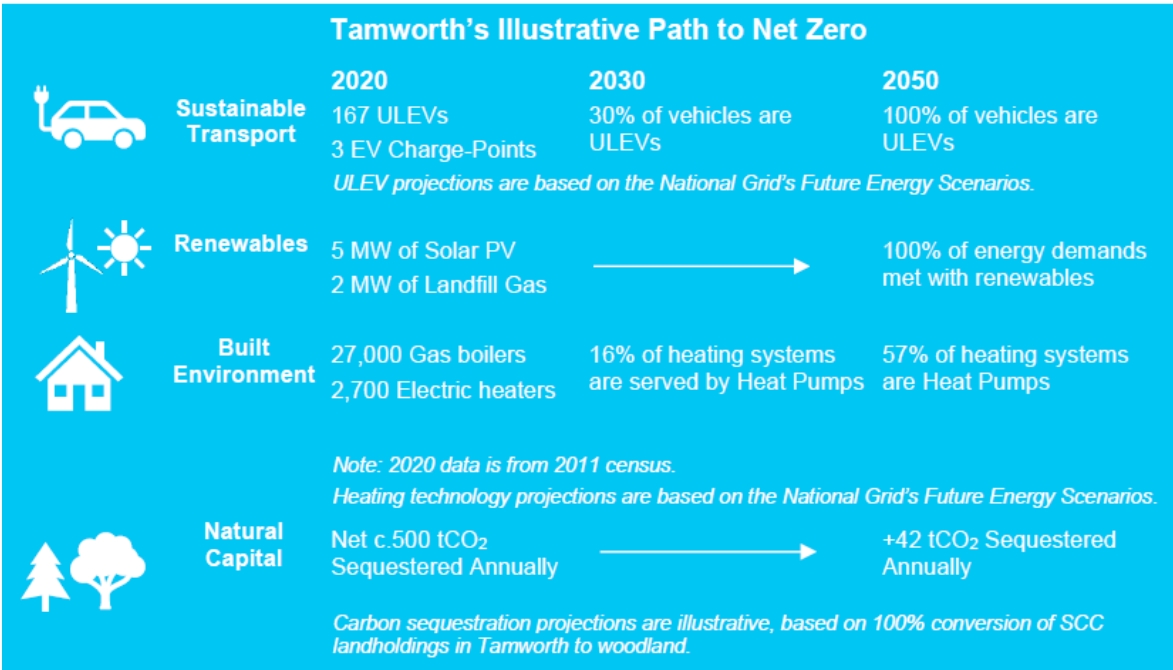 Tamworth’s Illustrative Path to Net Zero
2020
2030
2050
Sustainable
Transport
167 ULEVs
3 EV Charge-Points
30% of vehicles are
ULEVs
100% of vehicles are
ULEVs
ULEV projections are based on the National Grid’s Future Energy Scenarios.
Renewables
5 MW of Solar PV
2 MW of Landfill Gas
100% of energy demands
met with renewables
Built
Environment
27,000 Gas boilers
2,700 Electric heaters
16% of heating systems
are served by Heat Pumps
57% of heating systems
are Heat Pumps
Note: 2020 data is from 2011 census.
Heating technology projections are based on the National Grid’s Future Energy Scenarios.
Natural
Capital
Net c.500 tCO₂
Sequestered Annually
+42 tCO₂ Sequestered
Annually
Carbon sequestration projections are illustrative, based on 100% conversion of SCC
landholdings in Tamworth to woodland.